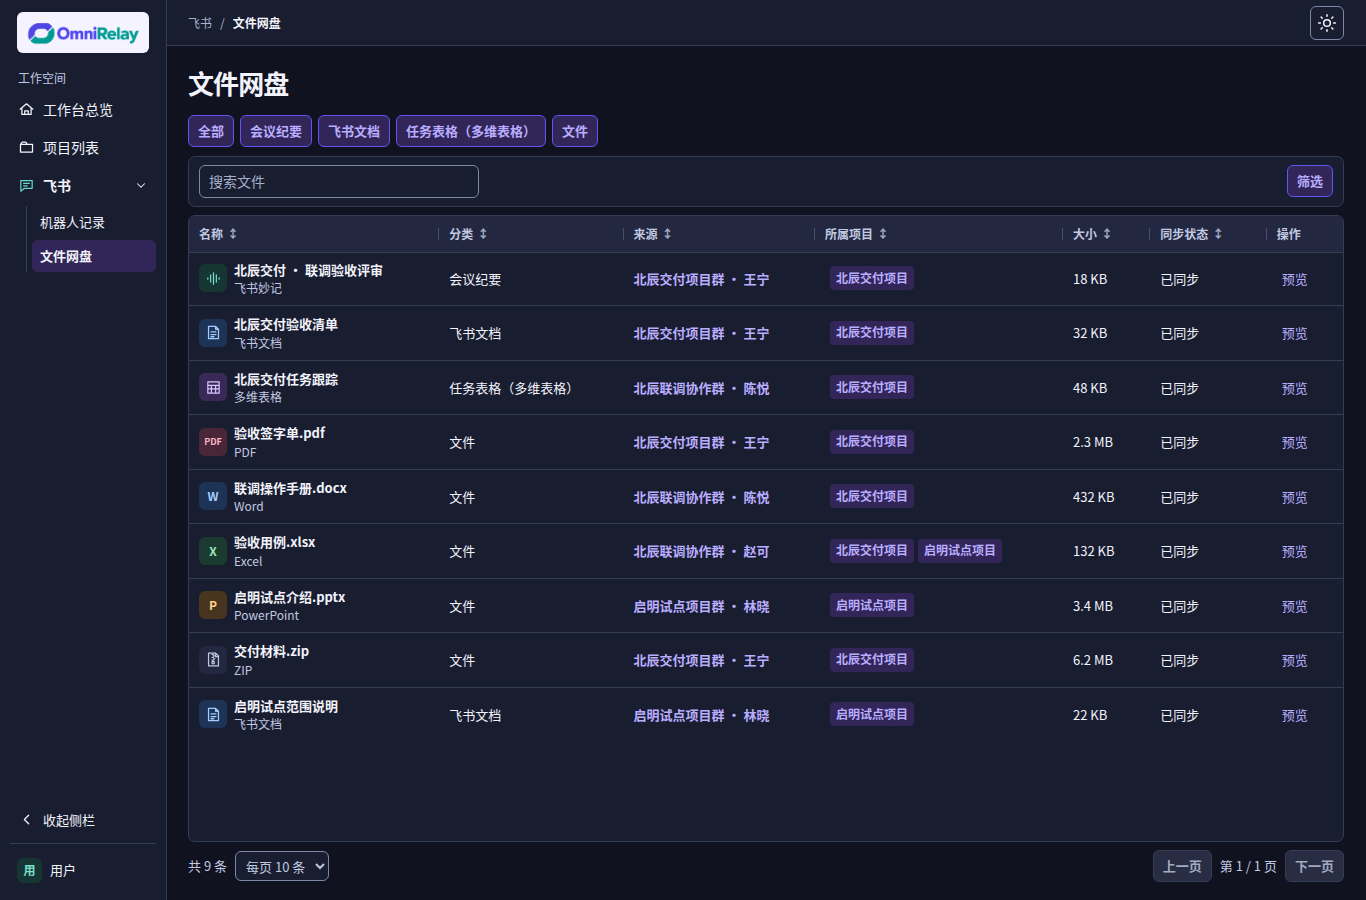 OmniRelay
飞书 / 文件网盘
工作空间
工作台总览
项目列表
飞书
机器人记录
文件网盘
收起侧栏
用 用户
文件网盘
全部 会议纪要 飞书文档 任务表格（多维表格） 文件
搜索文件 筛选
名称 ↕ 分类 ↕ 来源 ↕ 所属项目 ↕ 大小 ↕ 同步状态 ↕ 操作
北辰交付 · 联调验收评审
飞书妙记
会议纪要 北辰交付项目群 · 王宁 北辰交付项目 18 KB 已同步 预览
北辰交付验收清单
飞书文档
飞书文档 北辰交付项目群 · 王宁 北辰交付项目 32 KB 已同步 预览
北辰交付任务跟踪
多维表格
任务表格（多维表格） 北辰联调协作群 · 陈悦 北辰交付项目 48 KB 已同步 预览
PDF 验收签字单.pdf
PDF
文件 北辰交付项目群 · 王宁 北辰交付项目 2.3 MB 已同步 预览
W 联调操作手册.docx
Word
文件 北辰联调协作群 · 陈悦 北辰交付项目 432 KB 已同步 预览
X 验收用例.xlsx
Excel
文件 北辰联调协作群 · 赵可 北辰交付项目 启明试点项目 132 KB 已同步 预览
P 启明试点介绍.pptx
PowerPoint
文件 启明试点项目群 · 林晓 启明试点项目 3.4 MB 已同步 预览
交付材料.zip
ZIP
文件 北辰交付项目群 · 王宁 北辰交付项目 6.2 MB 已同步 预览
启明试点范围说明
飞书文档
飞书文档 启明试点项目群 · 林晓 启明试点项目 22 KB 已同步 预览
共 9 条 每页 10 条 上一页 第 1 / 1 页 下一页